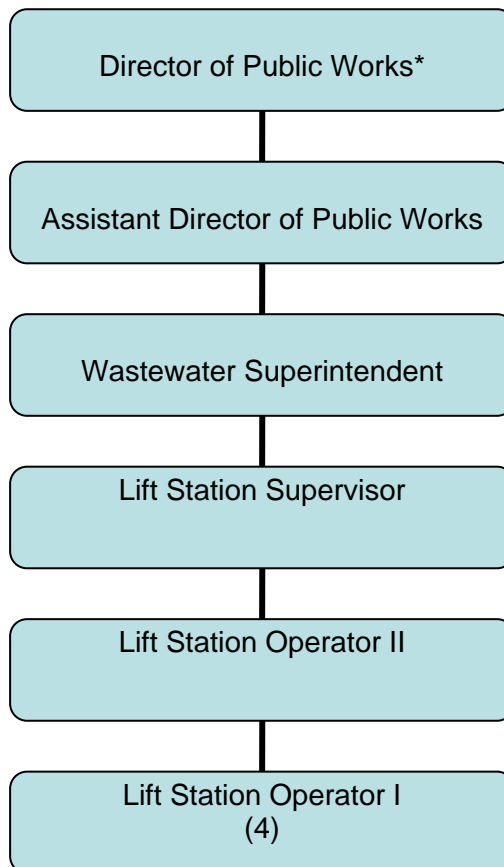 Director of Public Works*
Assistant Director of Public Works
Wastewater Superintendent
Lift Station Supervisor
Lift Station Operator II
Lift Station Operator I
(4)